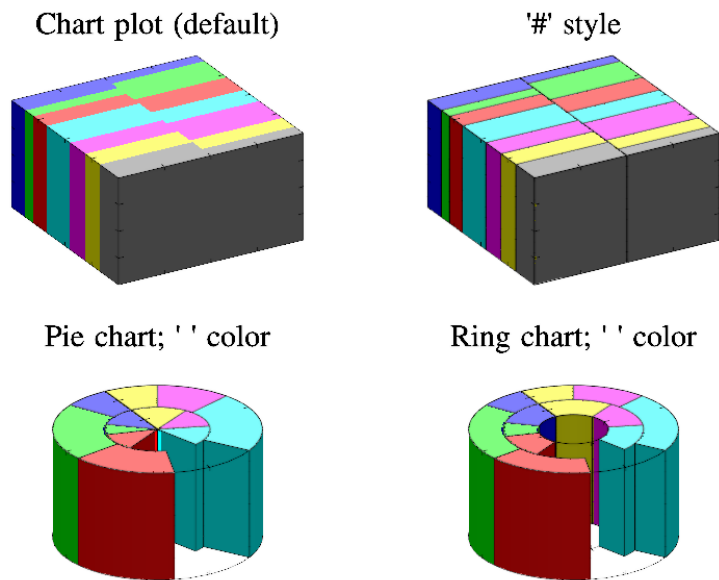 Chart plot (default)
'#' style
Pie chart; ' ' color
Ring chart; ' ' color